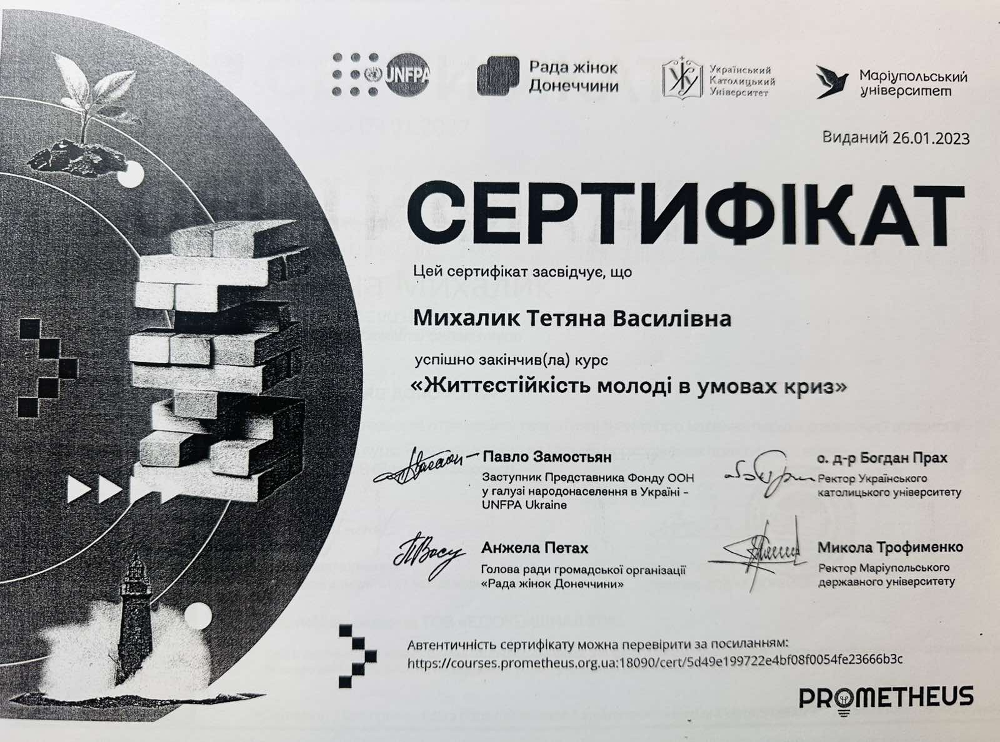 UNFPA
Рада жінок
Донеччини
Український
Католицький
Університет
Маріупольський
університет
Виданий 26.01.2023
СЕРТИФІКАТ
Цей сертифікат засвідчує, що
Михалик Тетяна Василівна
успішно закінчив(ла) курс
«Життєстійкість молоді в умовах криз»
Павло Замостьян
Заступник Представника Фонду ООН
у галузі народонаселення в Україні –
UNFPA Ukraine
о. д-р Богдан Прах
Ректор Українського
католицького університету
Анжела Петах
Голова ради громадської організації
«Рада жінок Донеччини»
Микола Трофименко
Ректор Маріупольського
державного університету
Автентичність сертифікату можна перевірити за посиланням:
https://courses.prometheus.org.ua:18090/cert/5d49e199722e4bf08f0054fe23666b3c
PROMETHEUS